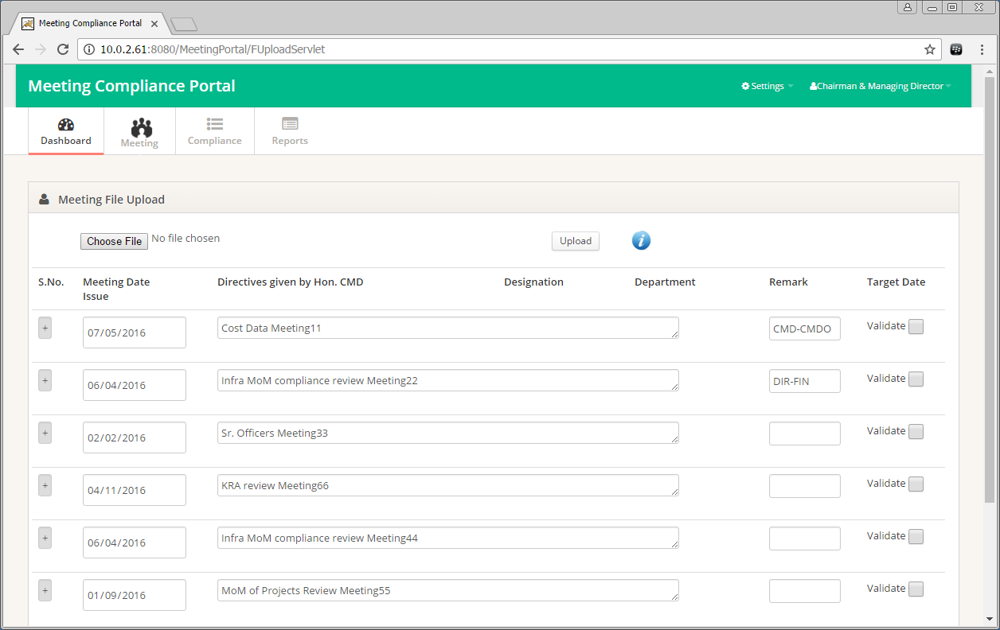 Meeting Compliance Portal
10.0.2.61:8080/MeetingPortal/FUploadServlet
Meeting Compliance Portal
Settings
Chairman & Managing Director
Dashboard
Meeting
Compliance
Reports
Meeting File Upload
Choose File No file chosen
Upload
i
S.No. Meeting Date Issue Directives given by Hon. CMD Designation Department Remark Target Date
+ 07/05/2016 Cost Data Meeting11 CMD-CMDO Validate
+ 06/04/2016 Infra MoM compliance review Meeting22 DIR-FIN Validate
+ 02/02/2016 Sr. Officers Meeting33 Validate
+ 04/11/2016 KRA review Meeting66 Validate
+ 06/04/2016 Infra MoM compliance review Meeting44 Validate
+ 01/09/2016 MoM of Projects Review Meeting55 Validate